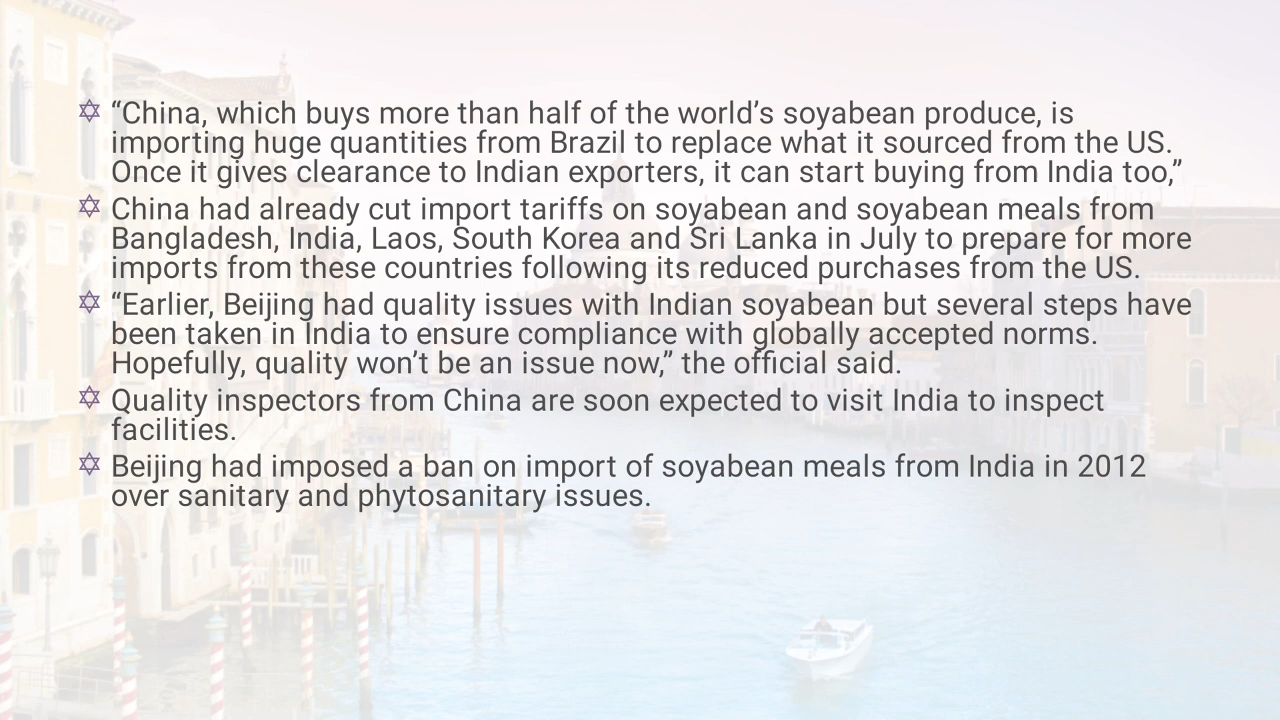 “China, which buys more than half of the world’s soyabean produce, is
importing huge quantities from Brazil to replace what it sourced from the US.
Once it gives clearance to Indian exporters, it can start buying from India too,”
China had already cut import tariffs on soyabean and soyabean meals from
Bangladesh, India, Laos, South Korea and Sri Lanka in July to prepare for more
imports from these countries following its reduced purchases from the US.
“Earlier, Beijing had quality issues with Indian soyabean but several steps have
been taken in India to ensure compliance with globally accepted norms.
Hopefully, quality won’t be an issue now,” the official said.
Quality inspectors from China are soon expected to visit India to inspect
facilities.
Beijing had imposed a ban on import of soyabean meals from India in 2012
over sanitary and phytosanitary issues.